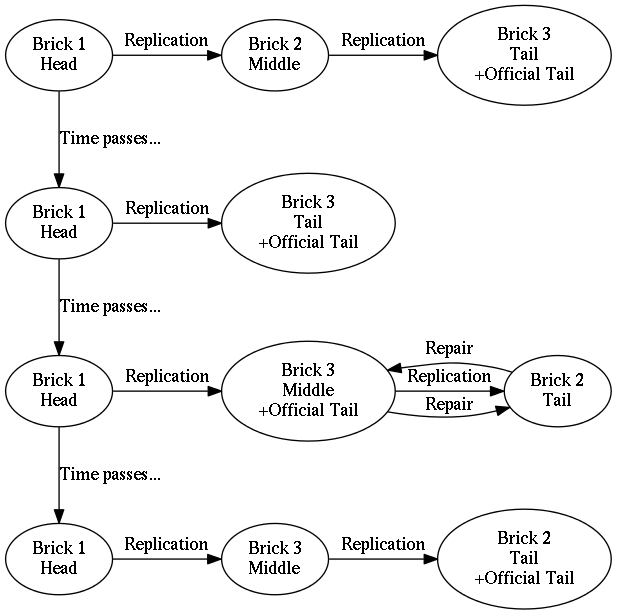 Brick 1
Head
Replication
Brick 2
Middle
Replication
Brick 3
Tail
+Official Tail
Time passes...
Brick 1
Head
Replication
Brick 3
Tail
+Official Tail
Time passes...
Brick 1
Head
Replication
Brick 3
Middle
+Official Tail
Repair
Replication
Repair
Brick 2
Tail
Time passes...
Brick 1
Head
Replication
Brick 3
Middle
Replication
Brick 2
Tail
+Official Tail